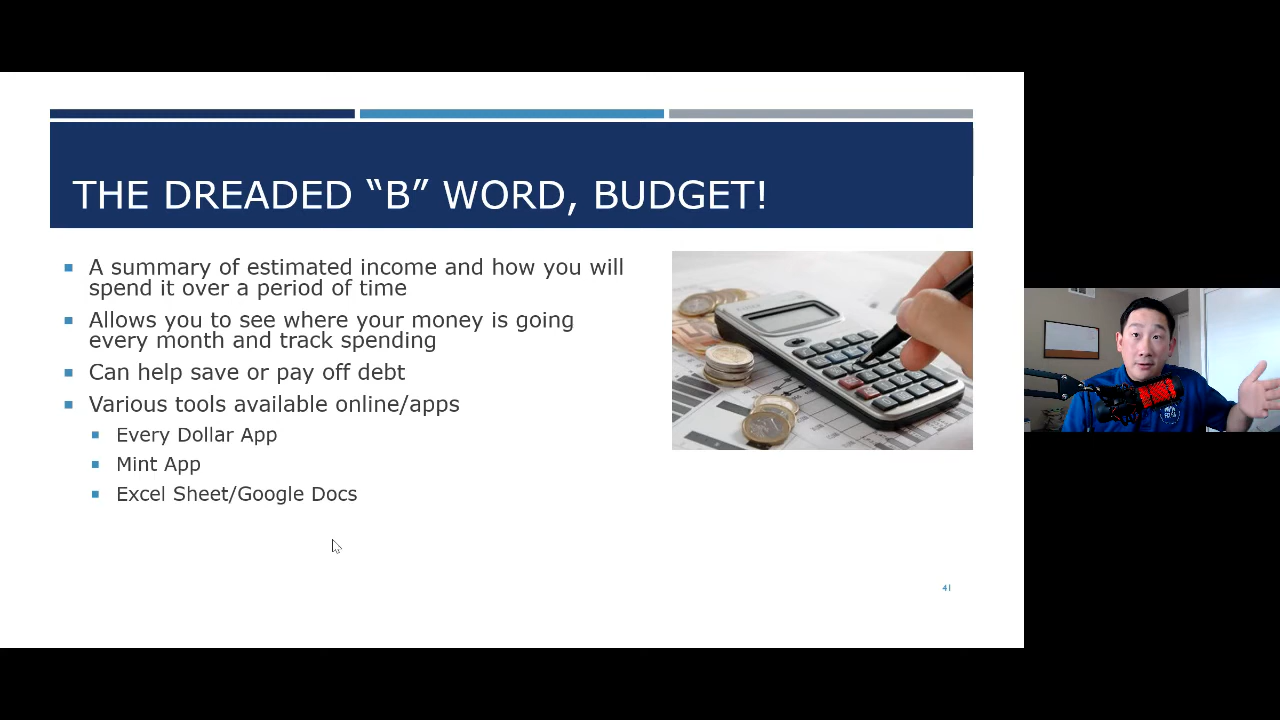 THE DREADED “B” WORD, BUDGET!
A summary of estimated income and how you will
spend it over a period of time
Allows you to see where your money is going
every month and track spending
Can help save or pay off debt
Various tools available online/apps
Every Dollar App
Mint App
Excel Sheet/Google Docs
41